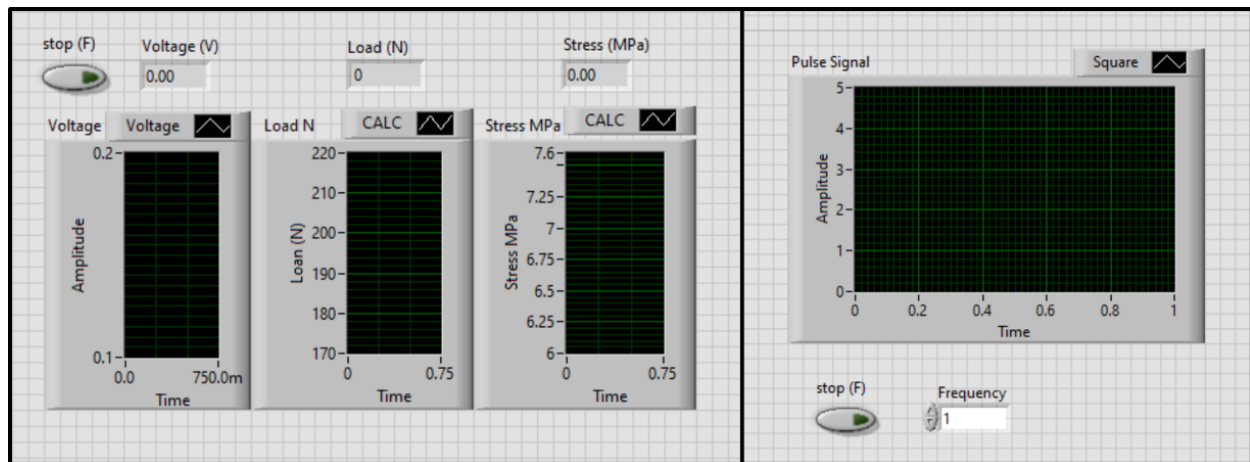 stop (F)
Voltage (V)
0.00
Load (N)
0
Stress (MPa)
0.00
Voltage
Voltage
Amplitude
0.2
0.1
0.0
750.0m
Time
Load N
CALC
Loan (N)
220
210
200
190
180
170
0
0.75
Time
Stress MPa
CALC
Stress MPa
7.6
7.25
7
6.75
6.5
6.25
6
0
0.75
Time
Pulse Signal
Square
Amplitude
5
4
3
2
1
0
0
0.2
0.4
0.6
0.8
1
Time
stop (F)
Frequency
1